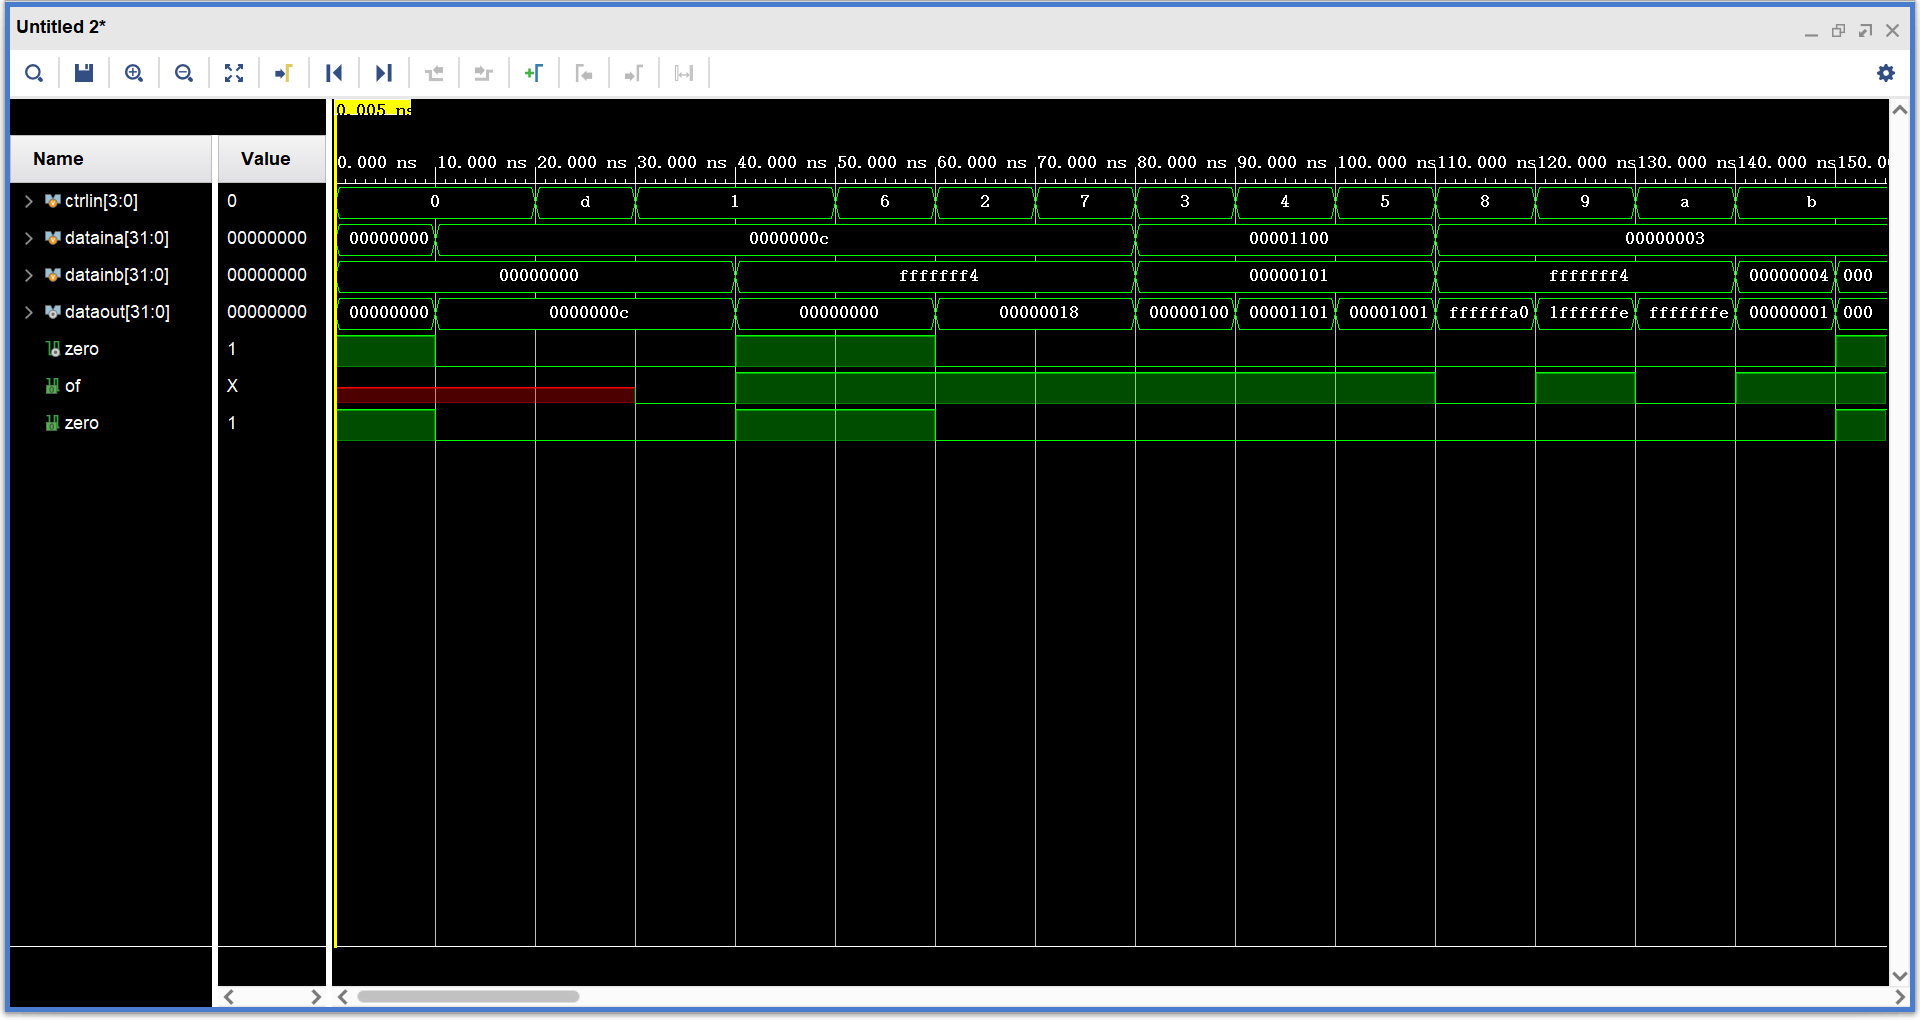 Untitled 2*
0.005 ns
Name Value
0.000 ns 10.000 ns 20.000 ns 30.000 ns 40.000 ns 50.000 ns 60.000 ns 70.000 ns 80.000 ns 90.000 ns 100.000 ns 110.000 ns 120.000 ns 130.000 ns 140.000 ns 150.0
ctrlin[3:0] 0 0 d 1 6 2 7 3 4 5 8 9 a b
dataina[31:0] 00000000 00000000 0000000c 00001100 00000003
datainb[31:0] 00000000 00000000 fffffff4 00000101 fffffff4 00000004 000
dataout[31:0] 00000000 00000000 0000000c 00000000 00000018 00000100 00001101 00001001 ffffffa0 1ffffffe fffffffe 00000001 000
zero 1
of X
zero 1